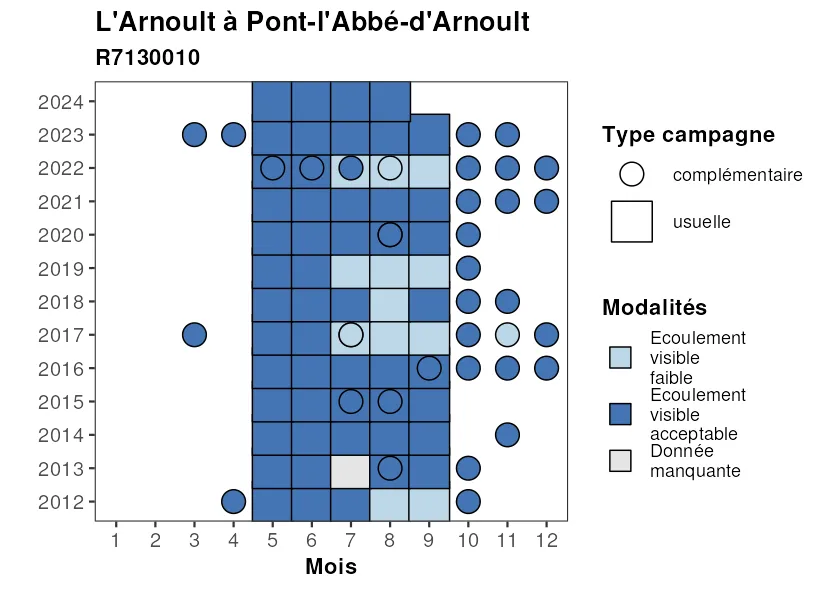 L'Arnoult à Pont-l'Abbé-d'Arnoult
R7130010
2024
2023
2022
2021
2020
2019
2018
2017
2016
2015
2014
2013
2012
1 2 3 4 5 6 7 8 9 10 11 12
Mois
Type campagne
complémentaire
usuelle
Modalités
Ecoulement
visible
faible
Ecoulement
visible
acceptable
Donnée
manquante